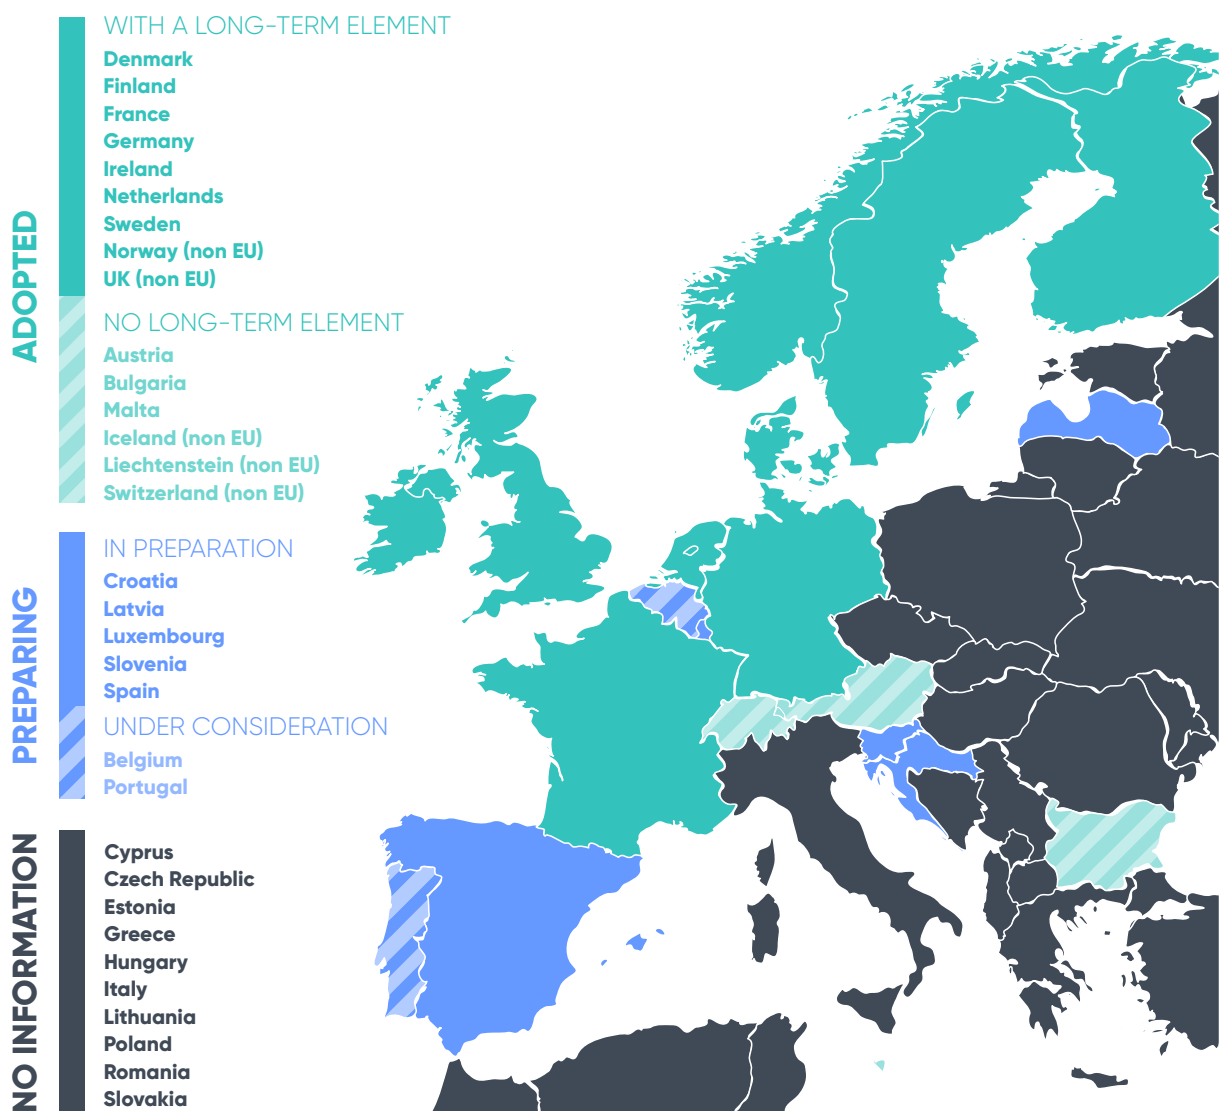 ADOPTED
WITH A LONG-TERM ELEMENT
Denmark
Finland
France
Germany
Ireland
Netherlands
Sweden
Norway (non EU)
UK (non EU)
NO LONG-TERM ELEMENT
Austria
Bulgaria
Malta
Iceland (non EU)
Liechtenstein (non EU)
Switzerland (non EU)
PREPARING
IN PREPARATION
Croatia
Latvia
Luxembourg
Slovenia
Spain
UNDER CONSIDERATION
Belgium
Portugal
NO INFORMATION
Cyprus
Czech Republic
Estonia
Greece
Hungary
Italy
Lithuania
Poland
Romania
Slovakia